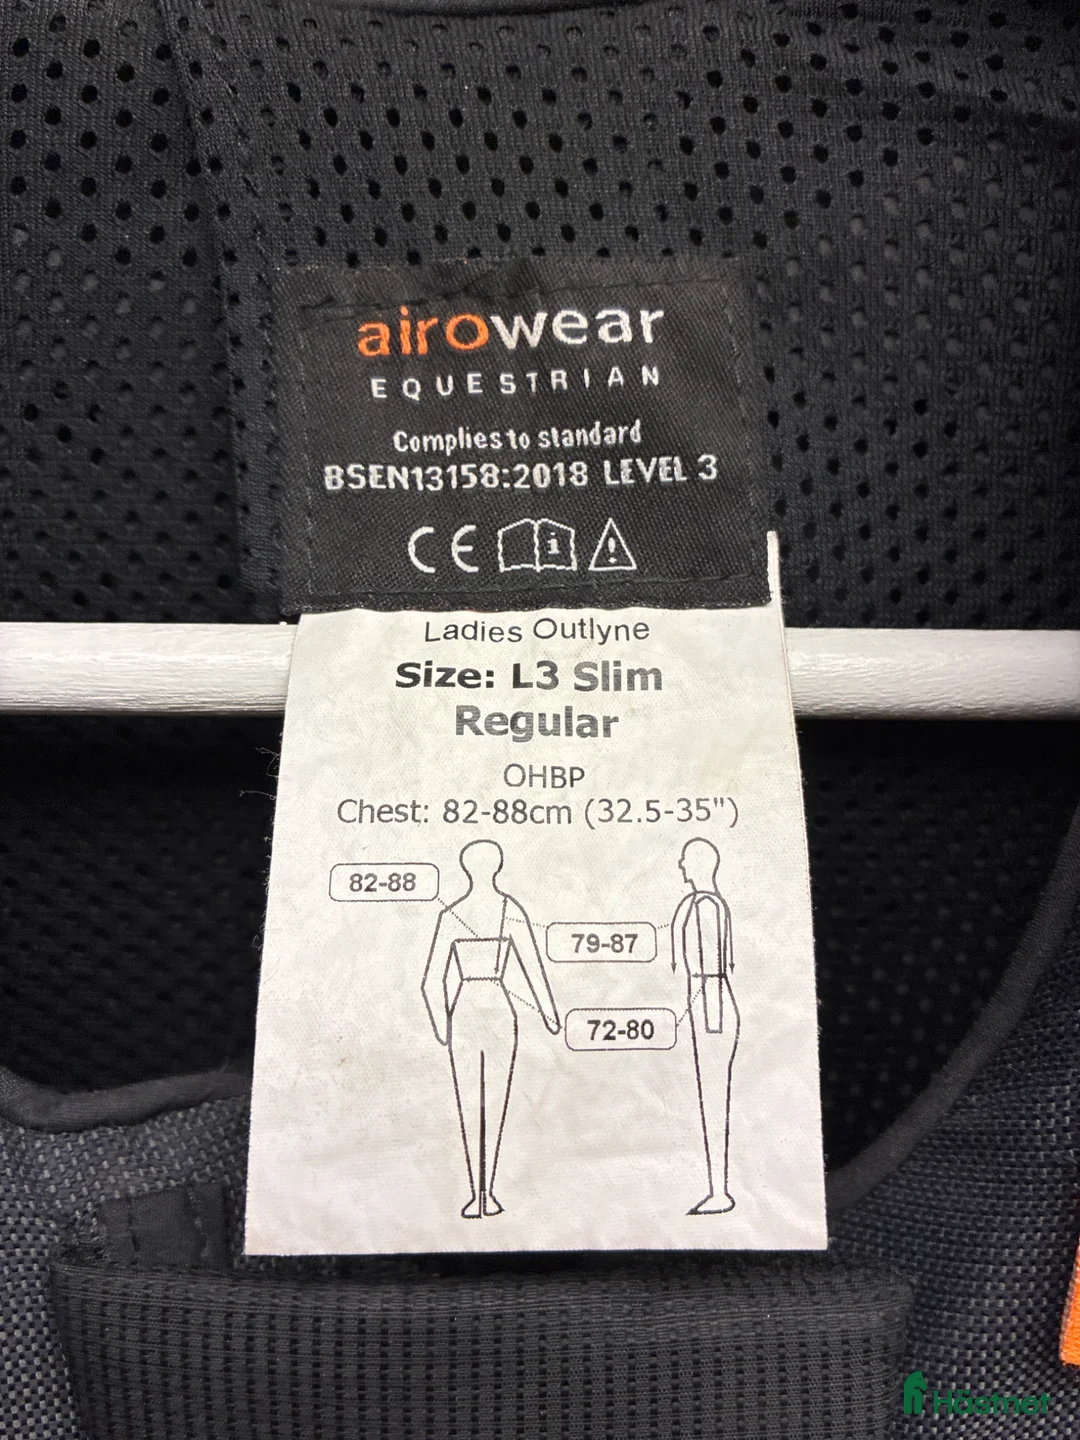 airowear
EQUESTRIAN
Complies to standard
BSEN13158:2018 LEVEL 3
CE i !
Ladies Outlyne
Size: L3 Slim
Regular
OHBP
Chest: 82-88cm (32.5-35")
82-88
79-87
72-80
Hästnet